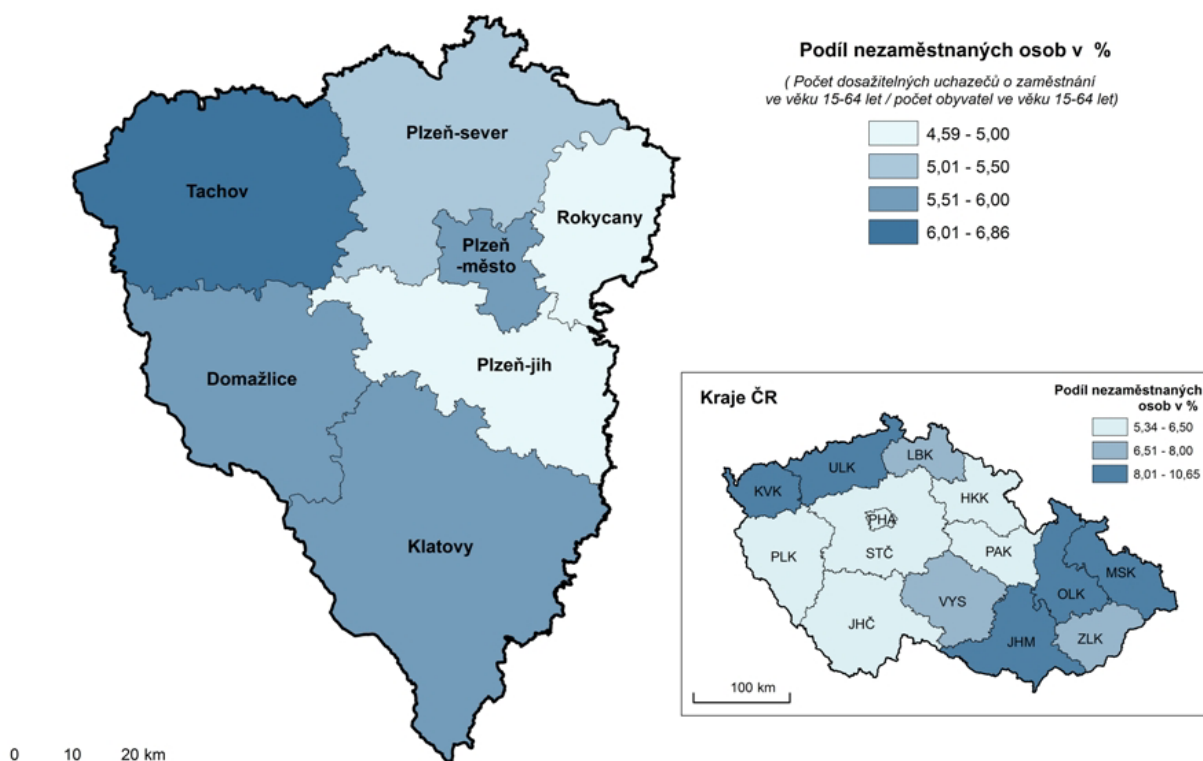 Podíl nezaměstnaných osob v %
( Počet dosažitelných uchazečů o zaměstnání
ve věku 15-64 let / počet obyvatel ve věku 15-64 let)
4,59 - 5,00
5,01 - 5,50
5,51 - 6,00
6,01 - 6,86
Plzeň-sever
Tachov
Rokycany
Plzeň
-město
Plzeň-jih
Domažlice
Klatovy
0 10 20 km
Kraje ČR
Podíl nezaměstnaných
osob v %
5,34 - 6,50
6,51 - 8,00
8,01 - 10,65
LBK
ULK
KVK
HKK
PHA
PLK
STČ
PAK
MSK
OLK
VYS
JHČ
JHM
ZLK
100 km